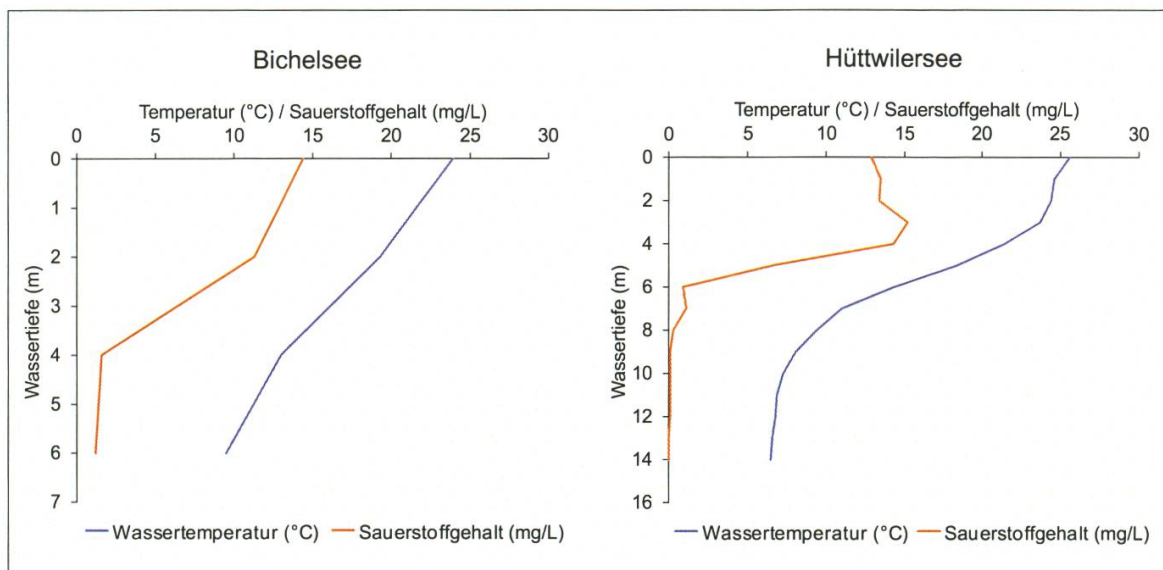 Bichelsee
Temperatur (°C) / Sauerstoffgehalt (mg/L)
0 5 10 15 20 25 30
0
1
2
3
4
5
6
7
Wassertiefe (m)
Wassertemperatur (°C) Sauerstoffgehalt (mg/L)
Hüttwilersee
Temperatur (°C) / Sauerstoffgehalt (mg/L)
0 5 10 15 20 25 30
0
2
4
6
8
10
12
14
16
Wassertiefe (m)
Wassertemperatur (°C) Sauerstoffgehalt (mg/L)